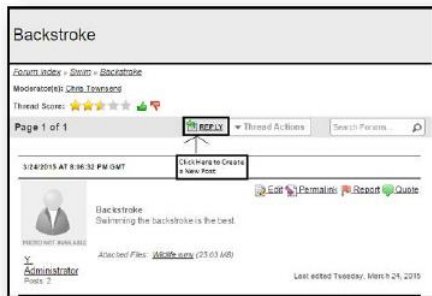 Backstroke
Forum Index » Swim » Backstroke
Moderator(s): Chris Townsend
Thread Score:
Page 1 of 1
REPLY
Thread Actions
Search Forums...
3/24/2015 AT 8:06:32 PM GMT
Click Here to Create
a New Post
Edit Permalink Report Quote
Backstroke
Swimming the backstroke is the best.
PHOTO NOT AVAILABLE
Attached Files: Wildlife.wmv (25.03 MB)
Y.
Administrator
Posts: 2
Last edited Tuesday, March 24, 2015